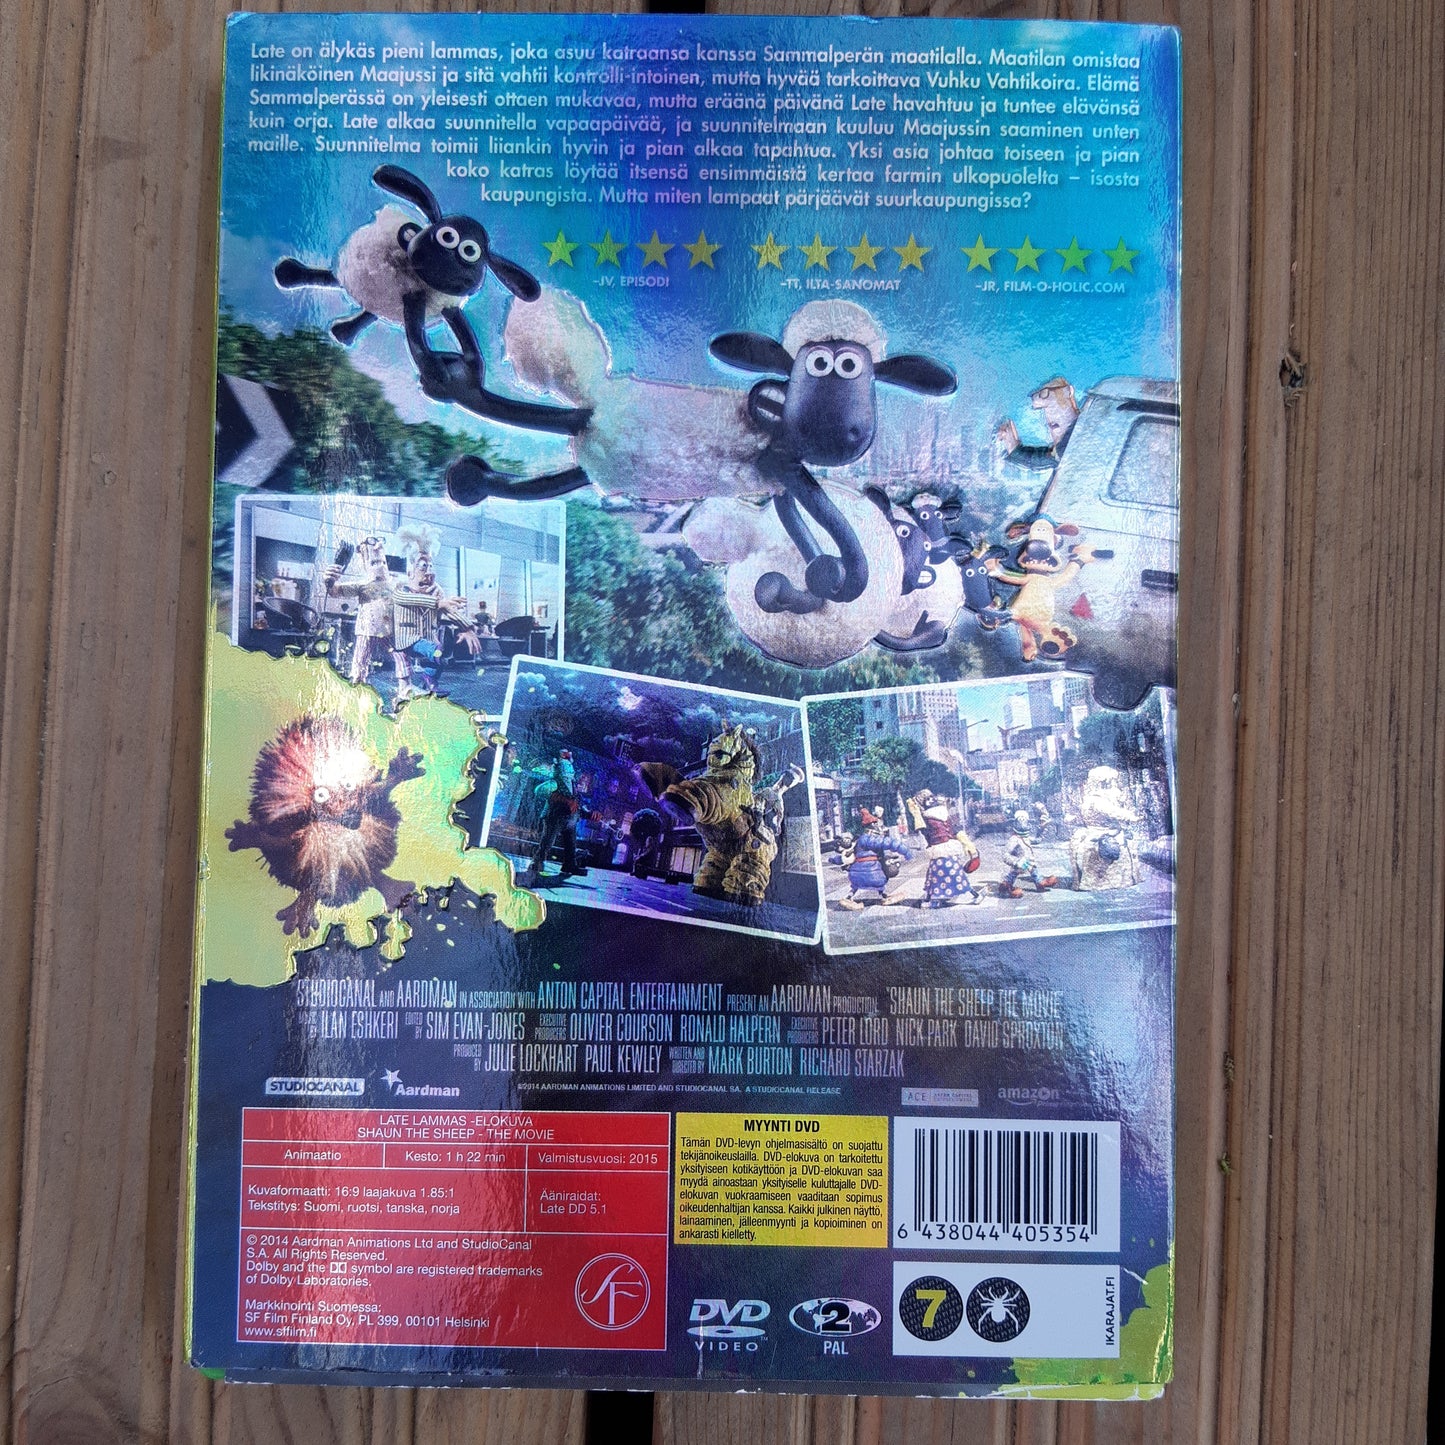 Late on älykäs pieni lammas, joka asuu katraansa kanssa Sammalperän maatilalla. Maatilan omistaa
likinäköinen Maajussi ja sitä vahtii kontrolli-intoinen, mutta hyvää tarkoittava Vuhku Vahtikoira. Elämä
Sammalperässä on yleisesti ottaen mukavaa, mutta eräänä päivänä Late havahtuu ja tuntee elävänsä
kuin orja. Late alkaa suunnitella vapaapäivää, ja suunnitelmaan kuuluu Maajussin saaminen unten
maille. Suunnitelma toimii liiankin hyvin ja pian alkaa tapahtua. Yksi asia johtaa toiseen ja pian
koko katras löytää itsensä ensimmäistä kertaa farmin ulkopuolelta – isosta
kaupungista. Mutta miten lampaat pärjäävät suurkaupungissa?
-JV, EPISODI
-TT, ILTA-SANOMAT
-JR, FILM-O-HOLIC.COM
STUDIOCANAL AND AARDMAN IN ASSOCIATION WITH ANTON CAPITAL ENTERTAINMENT PRESENT AN AARDMAN PRODUCTION "SHAUN THE SHEEP THE MOVIE"
BY ILAN ESHKERI EDITED BY SIM EVAN-JONES EXECUTIVE PRODUCERS OLIVIER COURSON RONALD HALPERN EXECUTIVE PRODUCERS PETER LORD NICK PARK DAVID SPROXTON
PRODUCED BY JULIE LOCKHART PAUL KEWLEY WRITTEN AND DIRECTED BY MARK BURTON RICHARD STARZAK
STUDIOCANAL
Aardman
©2014 AARDMAN ANIMATIONS LIMITED AND STUDIOCANAL SA. A STUDIOCANAL RELEASE
ACE
amazon
LATE LAMMAS -ELOKUVA
SHAUN THE SHEEP - THE MOVIE
Animaatio
Kesto: 1 h 22 min
Valmistusvuosi: 2015
Kuvaformaatti: 16:9 laajakuva 1.85:1
Tekstitys: Suomi, ruotsi, tanska, norja
Ääniraidat:
Late DD 5.1
© 2014 Aardman Animations Ltd and StudioCanal
S.A. All Rights Reserved.
Dolby and the DD symbol are registered trademarks
of Dolby Laboratories.
Markkinointi Suomessa:
SF Film Finland Oy, PL 399, 00101 Helsinki
www.sffilm.fi
SF
MYYNTI DVD
Tämän DVD-levyn ohjelmasisältö on suojattu
tekijänoikeuslailla. DVD-elokuva on tarkoitettu
yksityiseen kotikäyttöön ja DVD-elokuvan saa
myydä ainoastaan yksityiselle kuluttajalle DVD-
elokuvan vuokraamiseen vaaditaan sopimus
oikeudenhaltijan kanssa. Kaikki julkinen näyttö,
lainaaminen, jälleenmyynti ja kopioiminen on
ankarasti kielletty.
6 438044 405354
DVD
VIDEO
2
PAL
7
IKARAJAT.FI